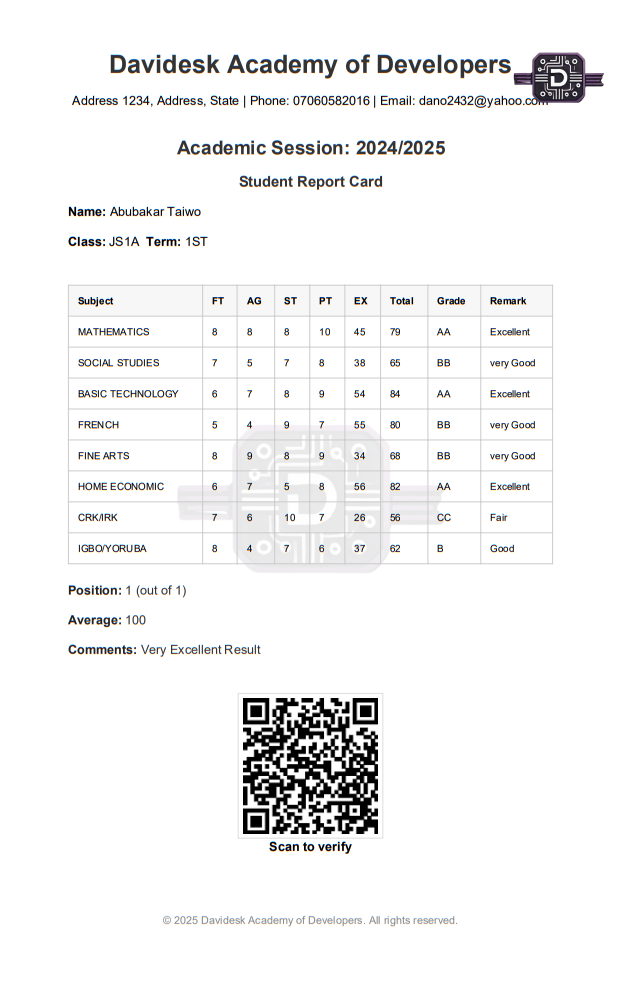 Davidesk Academy of Developers
Address 1234, Address, State | Phone: 07060582016 | Email: dano2432@yahoo.com
Academic Session: 2024/2025
Student Report Card
Name: Abubakar Taiwo
Class: JS1A Term: 1ST
Subject FT AG ST PT EX Total Grade Remark
MATHEMATICS 8 8 8 10 45 79 AA Excellent
SOCIAL STUDIES 7 5 7 8 38 65 BB very Good
BASIC TECHNOLOGY 6 7 8 9 54 84 AA Excellent
FRENCH 5 4 9 7 55 80 BB very Good
FINE ARTS 8 9 8 9 34 68 BB very Good
HOME ECONOMIC 6 7 5 8 56 82 AA Excellent
CRK/IRK 7 6 10 7 26 56 CC Fair
IGBO/YORUBA 8 4 7 6 37 62 B Good
Position: 1 (out of 1)
Average: 100
Comments: Very Excellent Result
Scan to verify
© 2025 Davidesk Academy of Developers. All rights reserved.